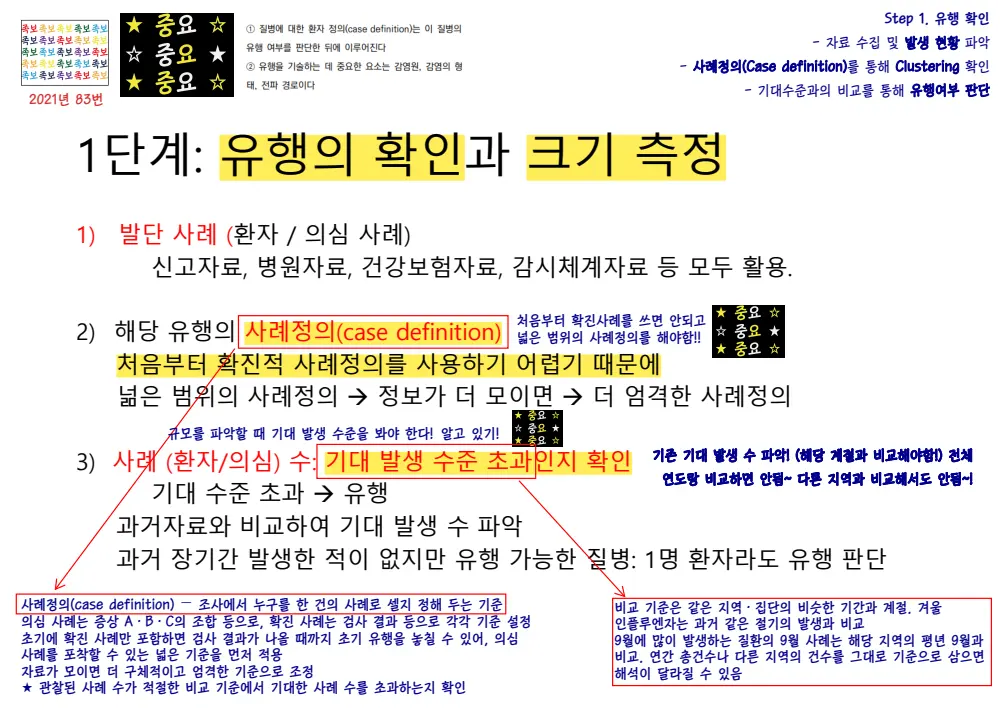 족보족보족보족보족보
족보족보족보족보족보
족보족보족보족보족보
족보족보족보족보족보
족보족보족보족보족보
2021년 83번
★ 중요 ☆
☆ 중요 ★
★ 중요 ☆
① 질병에 대한 환자 정의(case definition)는 이 질병의
유행 여부를 판단한 뒤에 이루어진다
② 유행을 기술하는 데 중요한 요소는 감염원, 감염의 형
태, 전파 경로이다
Step 1. 유행 확인
- 자료 수집 및 발생 현황 파악
- 사례정의(Case definition)를 통해 Clustering 확인
- 기대수준과의 비교를 통해 유행여부 판단
1단계: 유행의 확인과 크기 측정
1) 발단 사례 (환자 / 의심 사례)
신고자료, 병원자료, 건강보험자료, 감시체계자료 등 모두 활용.
2) 해당 유행의 사례정의(case definition)
처음부터 확진사례를 쓰면 안되고
넓은 범위의 사례정의를 해야함!!
★ 중요 ☆
☆ 중요 ★
★ 중요 ☆
처음부터 확진적 사례정의를 사용하기 어렵기 때문에
넓은 범위의 사례정의 → 정보가 더 모이면 → 더 엄격한 사례정의
규모를 파악할 때 기대 발생 수준을 봐야 한다! 알고 있기!
★ 중요 ☆
☆ 중요 ★
★ 중요 ☆
3) 사례 (환자/의심) 수: 기대 발생 수준 초과인지 확인
기존 기대 발생 수 파악! (해당 계절과 비교해야함!) 전체
연도랑 비교하면 안됨~ 다른 지역과 비교해서도 안됨~!
기대 수준 초과 → 유행
과거자료와 비교하여 기대 발생 수 파악
과거 장기간 발생한 적이 없지만 유행 가능한 질병: 1명 환자라도 유행 판단
사례정의(case definition) — 조사에서 누구를 한 건의 사례로 셀지 정해 두는 기준
의심 사례는 증상 A·B·C의 조합 등으로, 확진 사례는 검사 결과 등으로 각각 기준 설정
초기에 확진 사례만 포함하면 검사 결과가 나올 때까지 초기 유행을 놓칠 수 있어, 의심
사례를 포착할 수 있는 넓은 기준을 먼저 적용
자료가 모이면 더 구체적이고 엄격한 기준으로 조정
★ 관찰된 사례 수가 적절한 비교 기준에서 기대한 사례 수를 초과하는지 확인
비교 기준은 같은 지역·집단의 비슷한 기간과 계절. 겨울
인플루엔자는 과거 같은 절기의 발생과 비교
9월에 많이 발생하는 질환의 9월 사례는 해당 지역의 평년 9월과
비교. 연간 총건수나 다른 지역의 건수를 그대로 기준으로 삼으면
해석이 달라질 수 있음